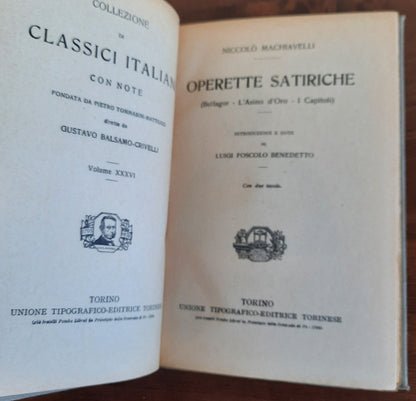 COLLEZIONE
DI
CLASSICI ITALIANI
CON NOTE
FONDATA DA PIETRO TOMMASINI-MATTIUCCI
diretta da
GUSTAVO BALSAMO-CRIVELLI
Volume XXXVI
TORINO
UNIONE TIPOGRAFICO-EDITRICE TORINESE
NICCOLÒ MACHIAVELLI
OPERETTE SATIRICHE
(Belfagor - L'Asino d'Oro - I Capitoli)
INTRODUZIONE E NOTE
DI
LUIGI FOSCOLO BENEDETTO
Con due tavole.
TORINO
UNIONE TIPOGRAFICO-EDITRICE TORINESE